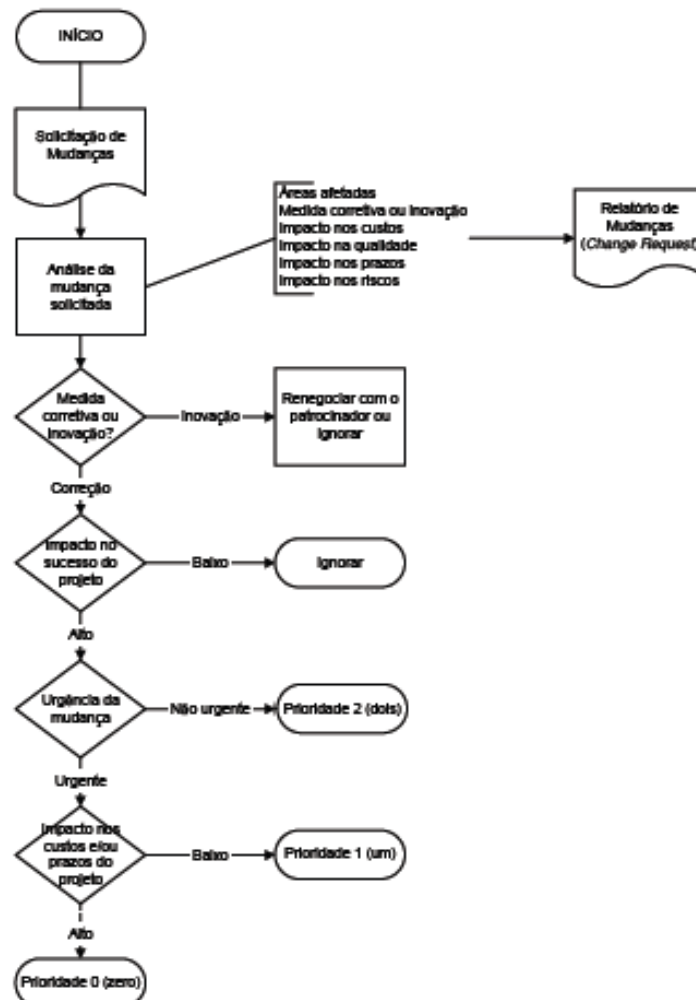 INÍCIO
Solicitação de
Mudanças
Áreas afetadas
Medida corretiva ou Inovação
Impacto nos custos
Impacto na qualidade
Impacto nos prazos
Impacto nos riscos
Relatório de
Mudanças
(Change Request)
Análise da
mudança
solicitada
Medida
corretiva ou
Inovação?
Inovação
Renegociar com o
patrocinador ou
Ignorar
Correção
Impacto no
sucesso do
projeto
Baixo
Ignorar
Alto
Urgência da
mudança
Não urgente
Prioridade 2 (dois)
Urgente
Impacto nos
custos e/ou
prazos do
projeto
Baixo
Prioridade 1 (um)
Alto
Prioridade 0 (zero)